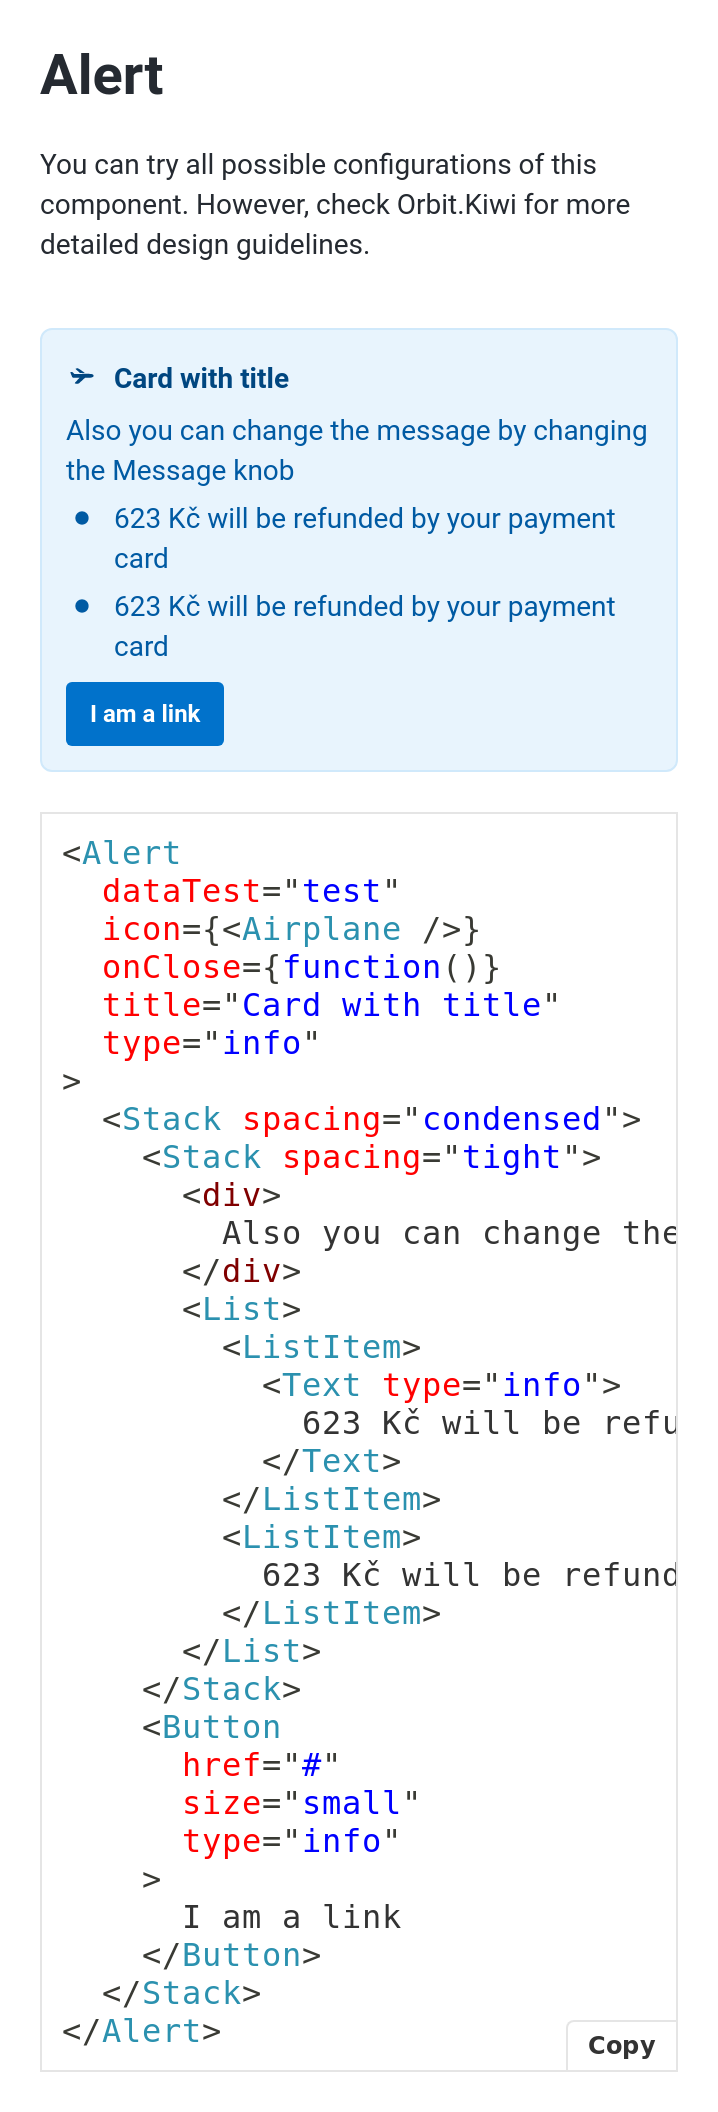 Alert
You can try all possible configurations of this
component. However, check Orbit.Kiwi for more
detailed design guidelines.
Card with title
Also you can change the message by changing
the Message knob
623 Kč will be refunded by your payment
card
623 Kč will be refunded by your payment
card
I am a link
<Alert
  dataTest="test"
  icon={<Airplane />}
  onClose={function()}
  title="Card with title"
  type="info"
>
  <Stack spacing="condensed">
    <Stack spacing="tight">
      <div>
        Also you can change the
      </div>
      <List>
        <ListItem>
          <Text type="info">
            623 Kč will be refu
          </Text>
        </ListItem>
        <ListItem>
          623 Kč will be refund
        </ListItem>
      </List>
    </Stack>
    <Button
      href="#"
      size="small"
      type="info"
    >
      I am a link
    </Button>
  </Stack>
</Alert>
Copy